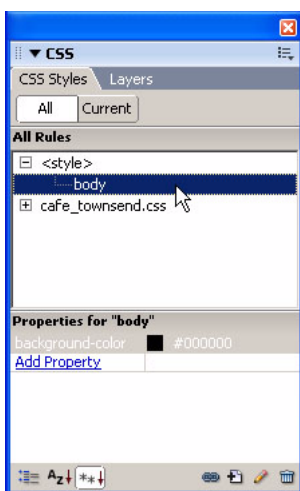 CSS
CSS Styles Layers
All Current
All Rules
<style>
body
cafe_townsend.css
Properties for "body"
background-color #000000
Add Property